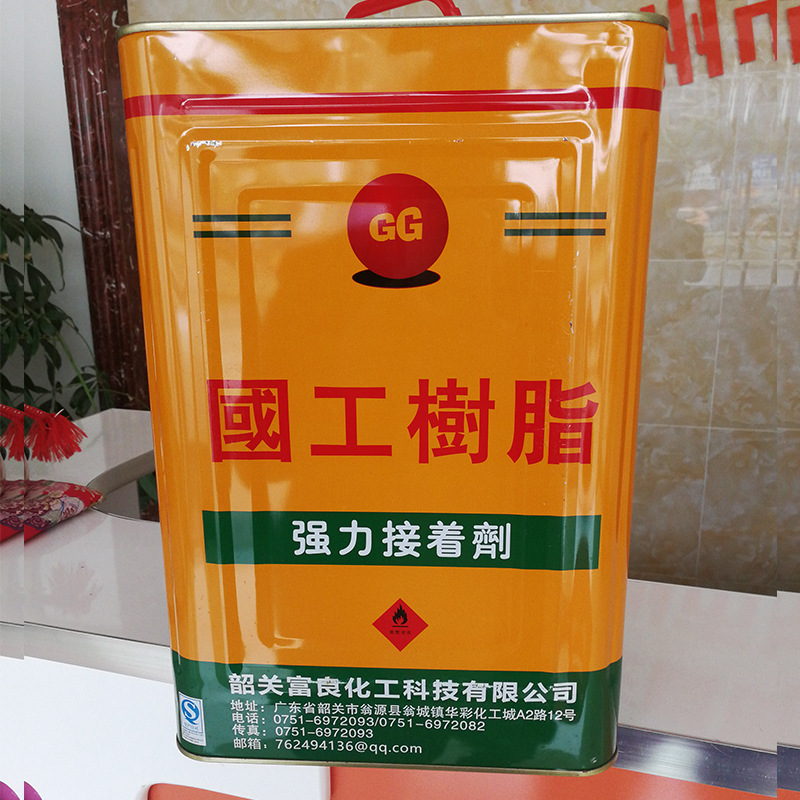 GG
國工樹脂
强力接着劑
韶关富良化工科技有限公司
地址：广东省韶关市翁源县翁城镇华彩化工城A2路12号
电话：0751-6972093/0751-6972082
传真：0751-6972093
邮箱：762494136@qq.com